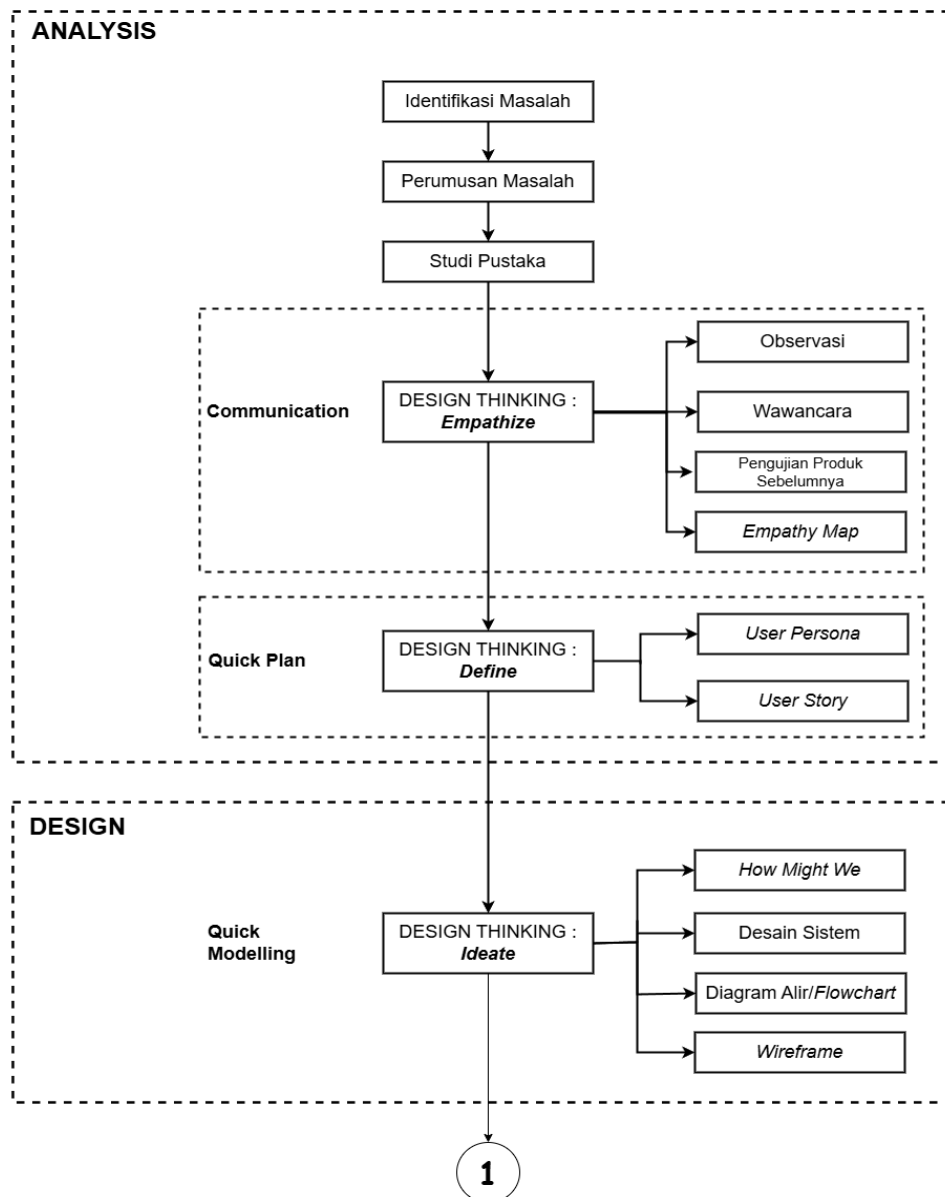 ANALYSIS
Identifikasi Masalah
Perumusan Masalah
Studi Pustaka
Communication
DESIGN THINKING :
Empathize
Observasi
Wawancara
Pengujian Produk
Sebelumnya
Empathy Map
Quick Plan
DESIGN THINKING :
Define
User Persona
User Story
DESIGN
Quick
Modelling
DESIGN THINKING :
Ideate
How Might We
Desain Sistem
Diagram Alir/Flowchart
Wireframe
1